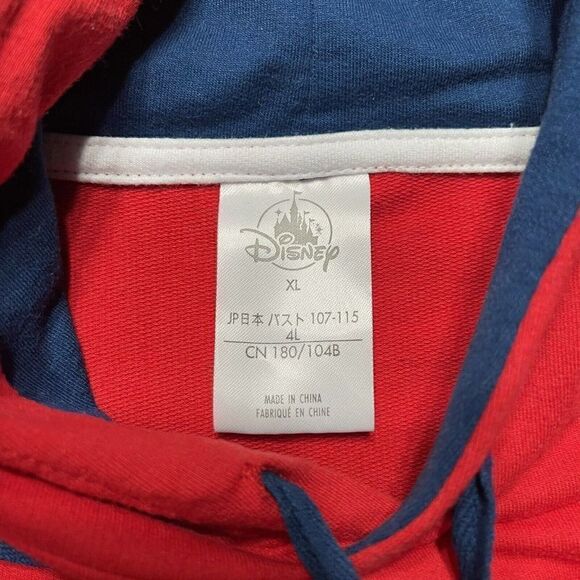 Disney
XL
JP日本 バスト 107-115
4L
CN 180/104B
MADE IN CHINA
FABRIQUÉ EN CHINE